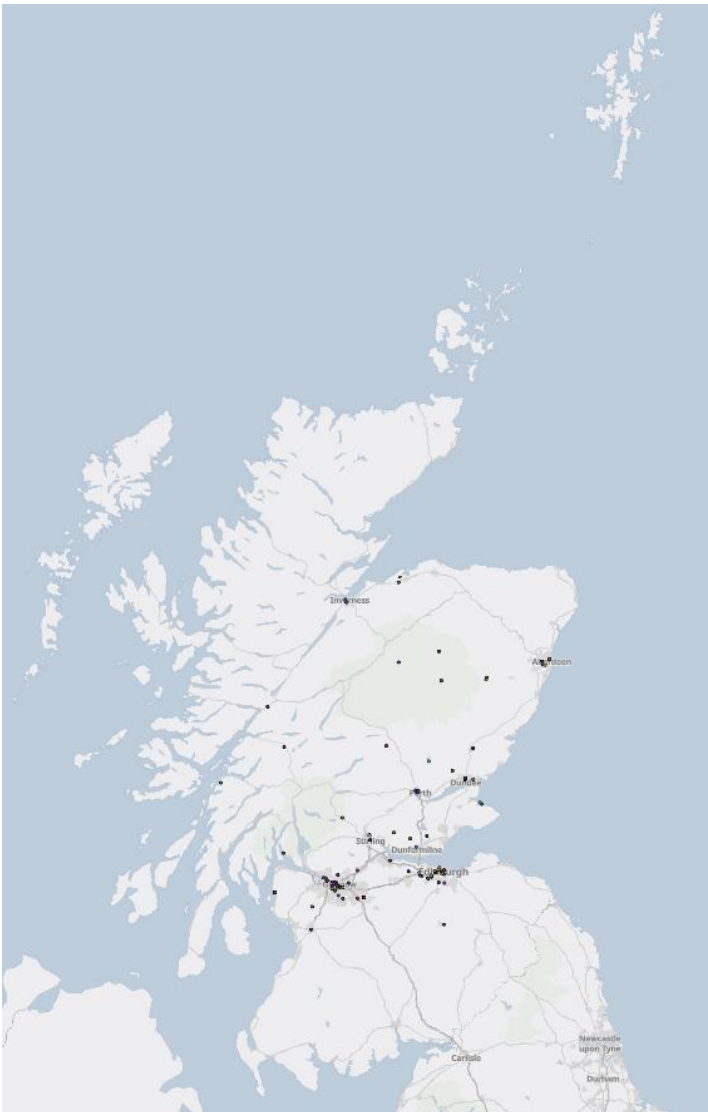 Inverness
Aberdeen
Dundee
Perth
Stirling
Dunfermline
Edinburgh
Newcastle
upon Tyne
Carlisle
Durham